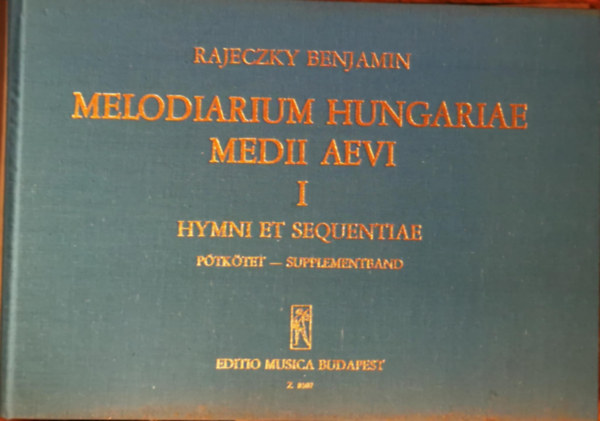 RAJECZKY BENJAMIN
MELODIARIUM HUNGARIAE
MEDII AEVI
I
HYMNI ET SEQUENTIAE
PÓTKÖTET — SUPPLEMENTBAND
EDITIO MUSICA BUDAPEST
Z.